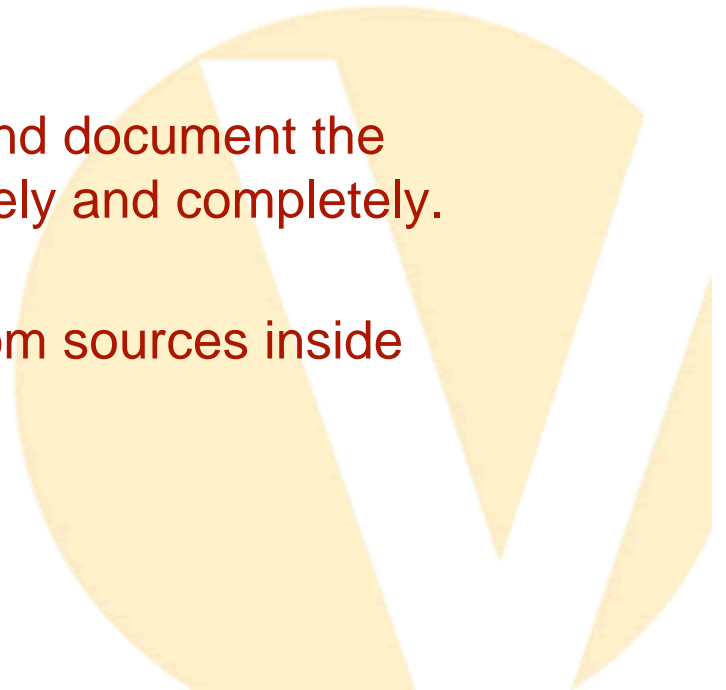 nd document the
ely and completely.
om sources inside